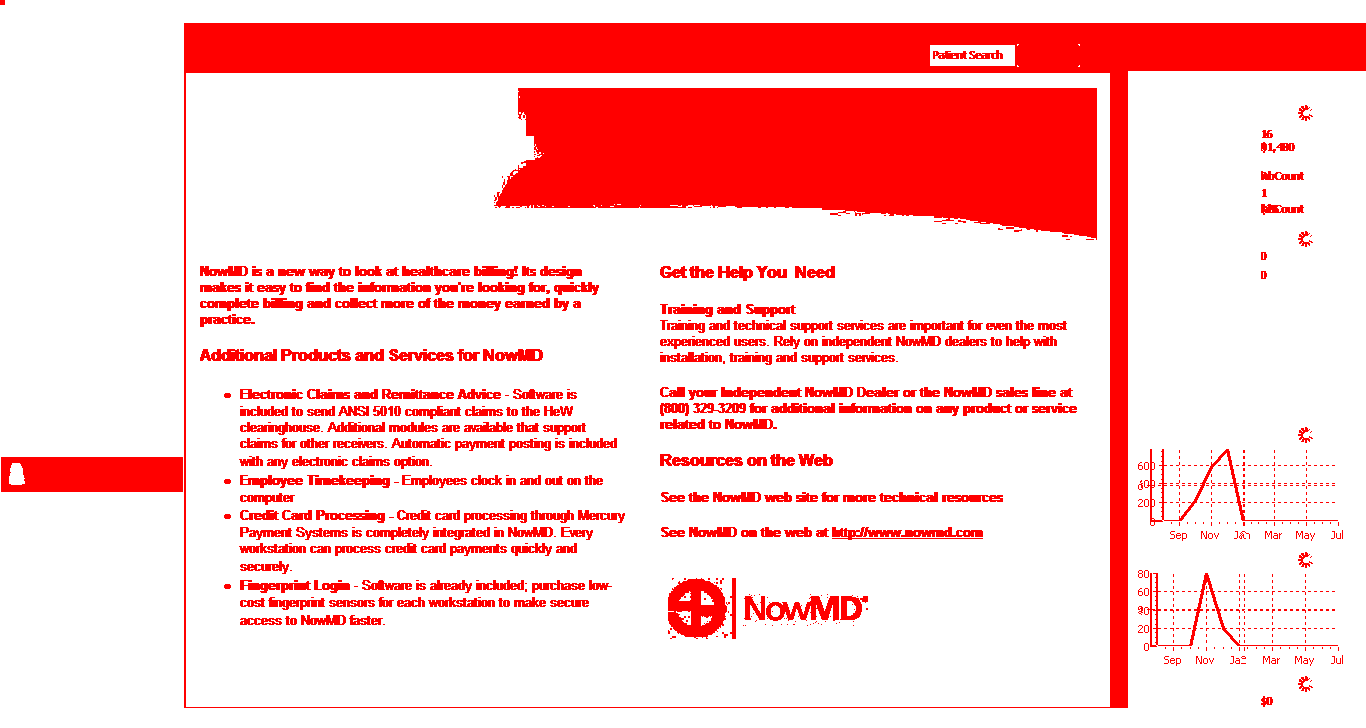 Patient Search
NowMD is a new way to look at healthcare billing! Its design
makes it easy to find the information you're looking for, quickly
complete billing and collect more of the money earned by a
practice.
Additional Products and Services for NowMD
• Electronic Claims and Remittance Advice - Software is
included to send ANSI 5010 compliant claims to the HeW
clearinghouse. Additional modules are available that support
claims for other receivers. Automatic payment posting is included
with any electronic claims option.
• Employee Timekeeping - Employees clock in and out on the
computer
• Credit Card Processing - Credit card processing through Mercury
Payment Systems is completely integrated in NowMD. Every
workstation can process credit card payments quickly and
securely.
• Fingerprint Login - Software is already included; purchase low-
cost fingerprint sensors for each workstation to make secure
access to NowMD faster.
Get the Help You Need
Training and Support
Training and technical support services are important for even the most
experienced users. Rely on independent NowMD dealers to help with
installation, training and support services.
Call your Independent NowMD Dealer or the NowMD sales line at
(800) 329-3209 for additional information on any product or service
related to NowMD.
Resources on the Web
See the NowMD web site for more technical resources
See NowMD on the web at http://www.nowmd.com
NowMD
16
Count
1
Count
0
0
600
200
Sep Nov Mar May Jul
80
60
20
0
Sep Nov Mar May Jul
$0